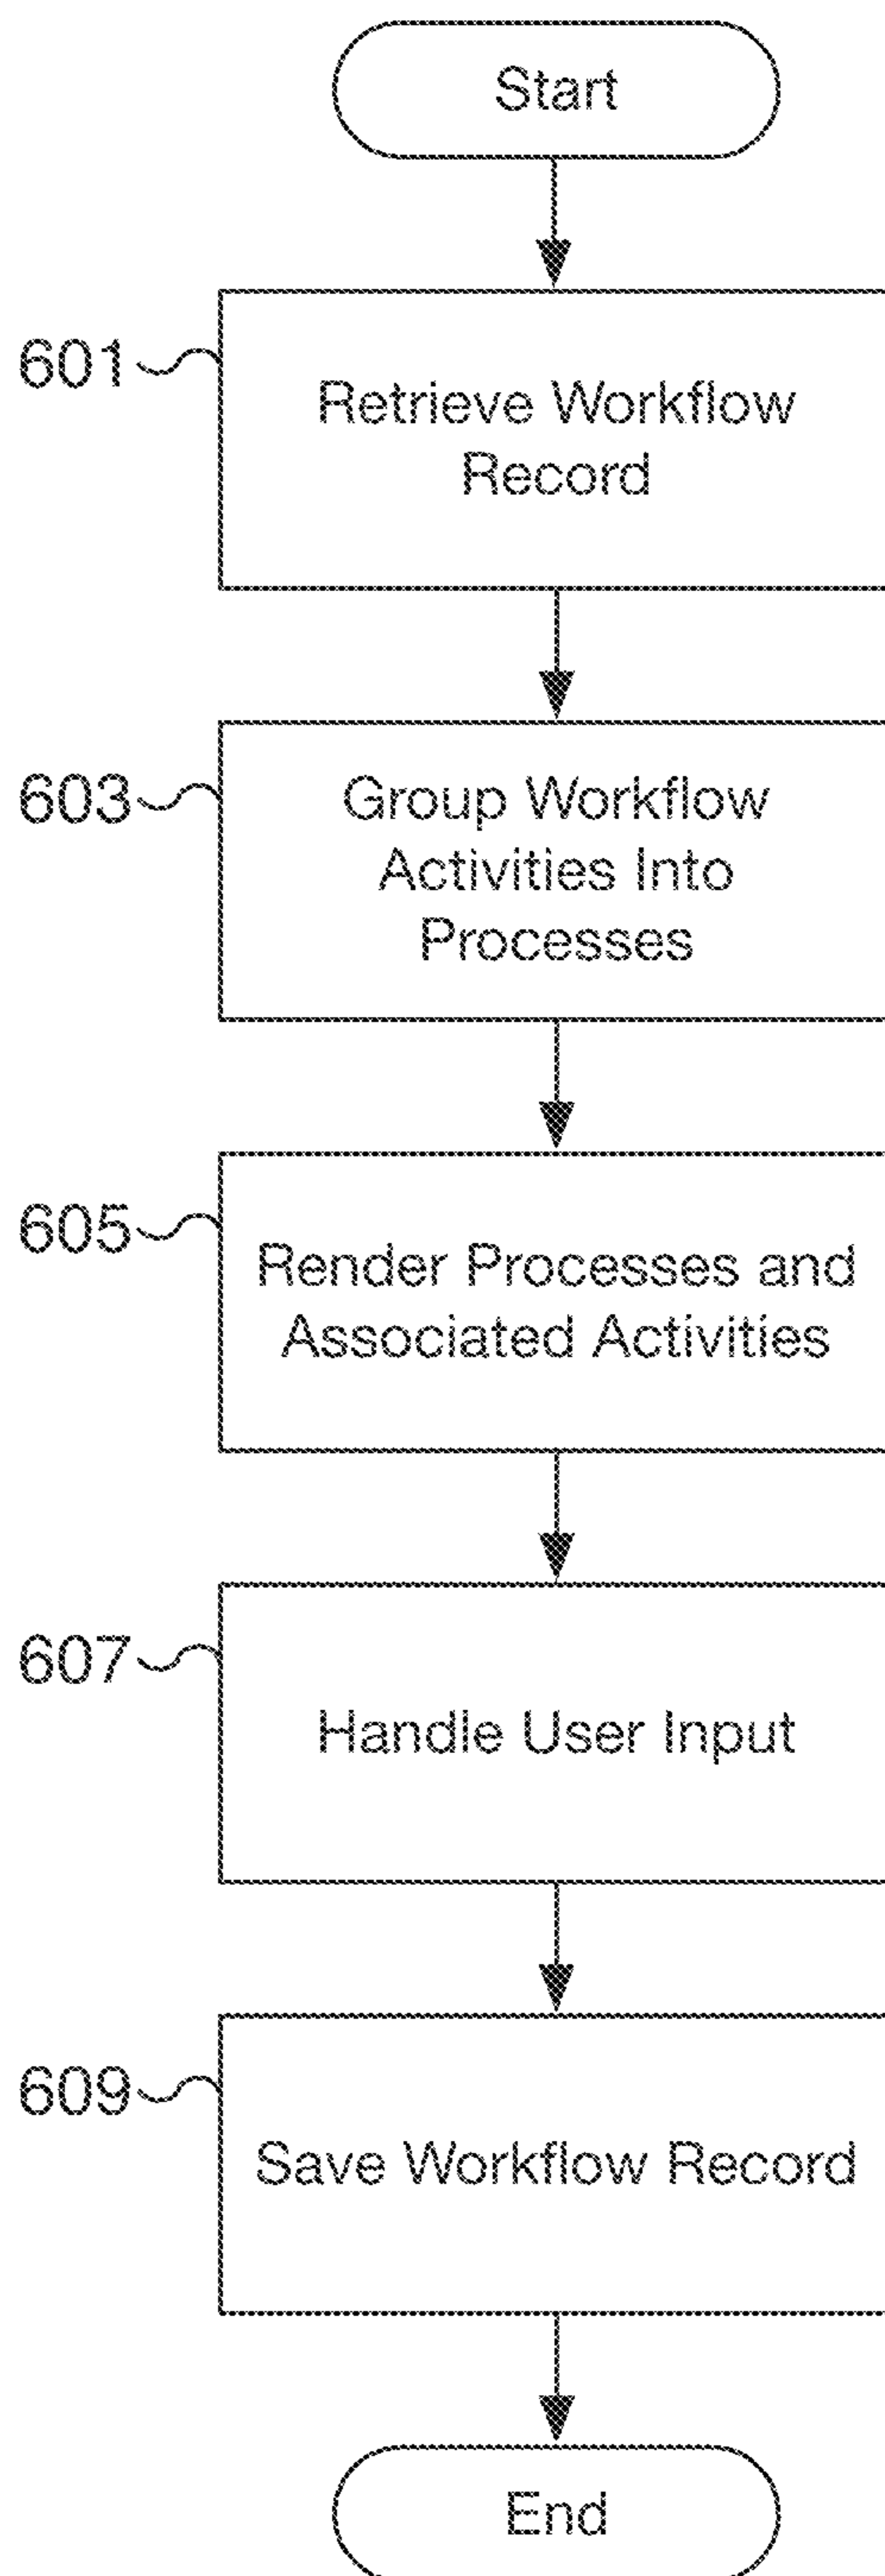 Start
601
Retrieve Workflow
Record
603
Group Workflow
Activities Into
Processes
605
Render Processes and
Associated Activities
607
Handle User Input
609
Save Workflow Record
End